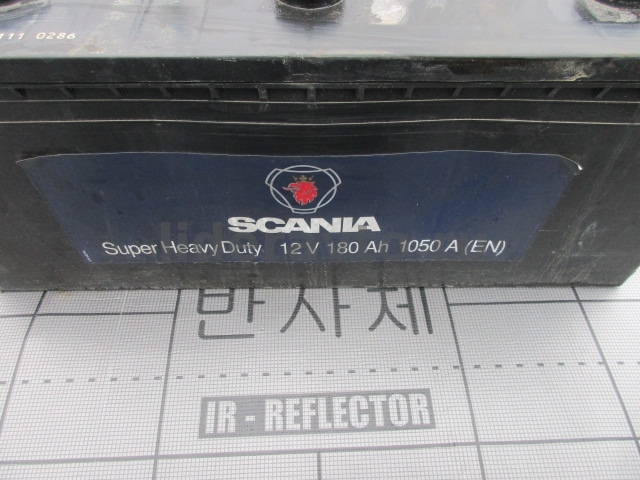 111 0286
SCANIA
Super Heavy Duty 12 V 180 Ah 1050 A (EN)
반사체
IR - REFLECTOR